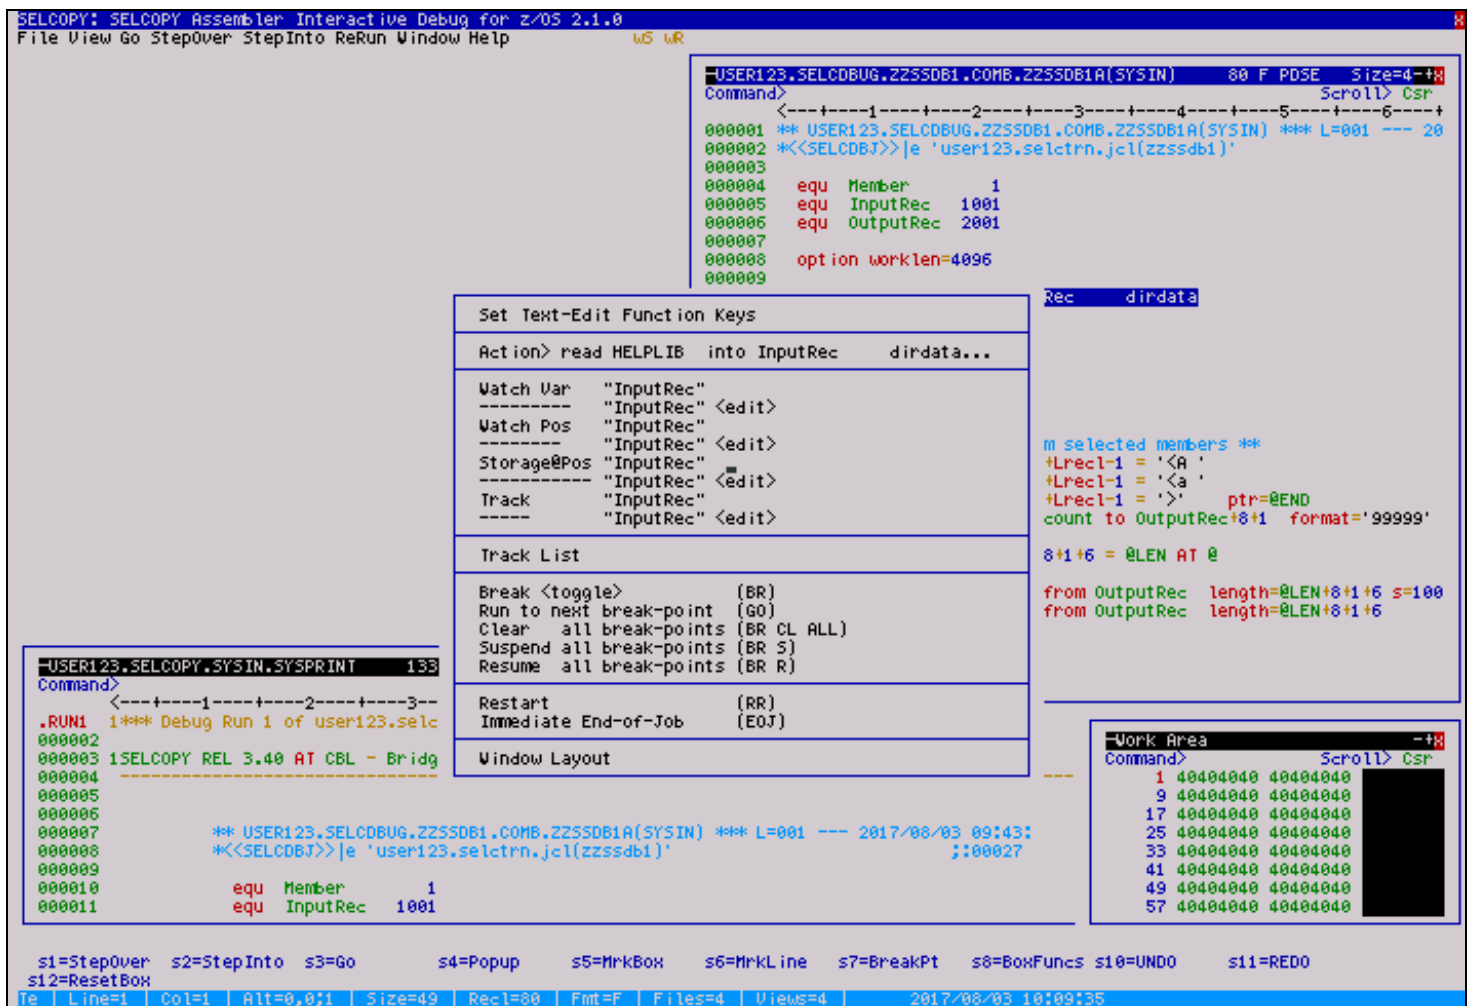 SELCOPY: SELCOPY Assembler Interactive Debug for z/OS 2.1.0 x
File View Go StepOver StepInto ReRun Window Help wS wR
-USER123.SELCDBUG.ZZSSDB1.COMB.ZZSSDB1A(SYSIN) 80 F PDSE Size=4-+x
Command> Scroll> Csr
<---+----1----+----2----+----3----+----4----+----5----+----6----+
000001 ** USER123.SELCDBUG.ZZSSDB1.COMB.ZZSSDB1A(SYSIN) *** L=001 --- 20
000002 *<<SELCDBJ>>|e 'user123.selctrn.jcl(zzssdb1)'
000003
000004 equ Member 1
000005 equ InputRec 1001
000006 equ OutputRec 2001
000007
000008 option worklen=4096
000009
Rec dirdata
Set Text-Edit Function Keys
Action> read HELPLIB into InputRec dirdata...
Watch Var "InputRec"
--------- "InputRec" <edit>
Watch Pos "InputRec"
--------- "InputRec" <edit>
Storage@Pos "InputRec"
----------- "InputRec" <edit>
Track "InputRec"
----- "InputRec" <edit>
Track List
Break <toggle> (BR)
Run to next break-point (GO)
Clear all break-points (BR CL ALL)
Suspend all break-points (BR S)
Resume all break-points (BR R)
Restart (RR)
Immediate End-of-Job (EOJ)
Window Layout
m selected members **
+Lrecl-1 = '<A '
+Lrecl-1 = '<a '
+Lrecl-1 = '>' ptr=@END
count to OutputRec+8+1 format='99999'
8+1+6 = @LEN AT @
from OutputRec length=@LEN+8+1+6 s=100
from OutputRec length=@LEN+8+1+6
-USER123.SELCOPY.SYSIN.SYSPRINT 133
Command>
<---+----1----+----2----+----3--
.RUN1 1*** Debug Run 1 of user123.selc
000002
000003 1SELCOPY REL 3.40 AT CBL - Bridg
000004 ------------------------------- ---
000005
000006
000007 ** USER123.SELCDBUG.ZZSSDB1.COMB.ZZSSDB1A(SYSIN) *** L=001 --- 2017/08/03 09:43:
000008 *<<SELCDBJ>>|e 'user123.selctrn.jcl(zzssdb1)' ;:00027
000009
000010 equ Member 1
000011 equ InputRec 1001
-Work Area -+x
Command> Scroll> Csr
1 40404040 40404040
9 40404040 40404040
17 40404040 40404040
25 40404040 40404040
33 40404040 40404040
41 40404040 40404040
49 40404040 40404040
57 40404040 40404040
s1=StepOver s2=StepInto s3=Go s4=Popup s5=MrkBox s6=MrkLine s7=BreakPt s8=BoxFuncs s10=UNDO s11=REDO
s12=ResetBox
Te | Line=1 | Col=1 | Alt=0,0;1 | Size=49 | Recl=80 | Fmt=F | Files=4 | Views=4 | 2017/08/03 10:09:35